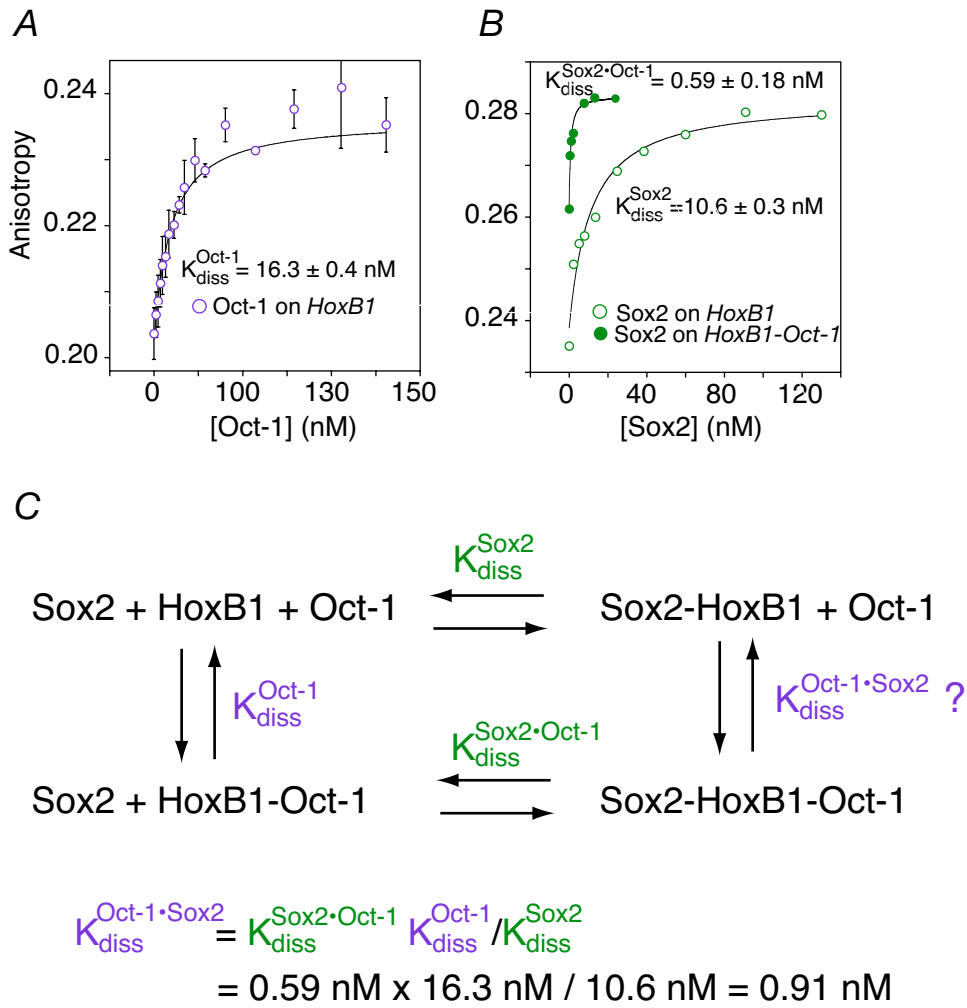 A
0.24
0.22
0.20
Anisotropy
K_diss^Oct-1 = 16.3 ± 0.4 nM
Oct-1 on HoxB1
0 100 130 150
[Oct-1] (nM)
B
0.28
0.26
0.24
K_diss^Sox2•Oct-1 = 0.59 ± 0.18 nM
K_diss^Sox2 = 10.6 ± 0.3 nM
Sox2 on HoxB1
Sox2 on HoxB1-Oct-1
0 40 80 120
[Sox2] (nM)
C
K_diss^Sox2
Sox2 + HoxB1 + Oct-1 Sox2-HoxB1 + Oct-1
K_diss^Oct-1 K_diss^Oct-1•Sox2 ?
K_diss^Sox2•Oct-1
Sox2 + HoxB1-Oct-1 Sox2-HoxB1-Oct-1
K_diss^Oct-1•Sox2 = K_diss^Sox2•Oct-1 K_diss^Oct-1 / K_diss^Sox2
= 0.59 nM x 16.3 nM / 10.6 nM = 0.91 nM